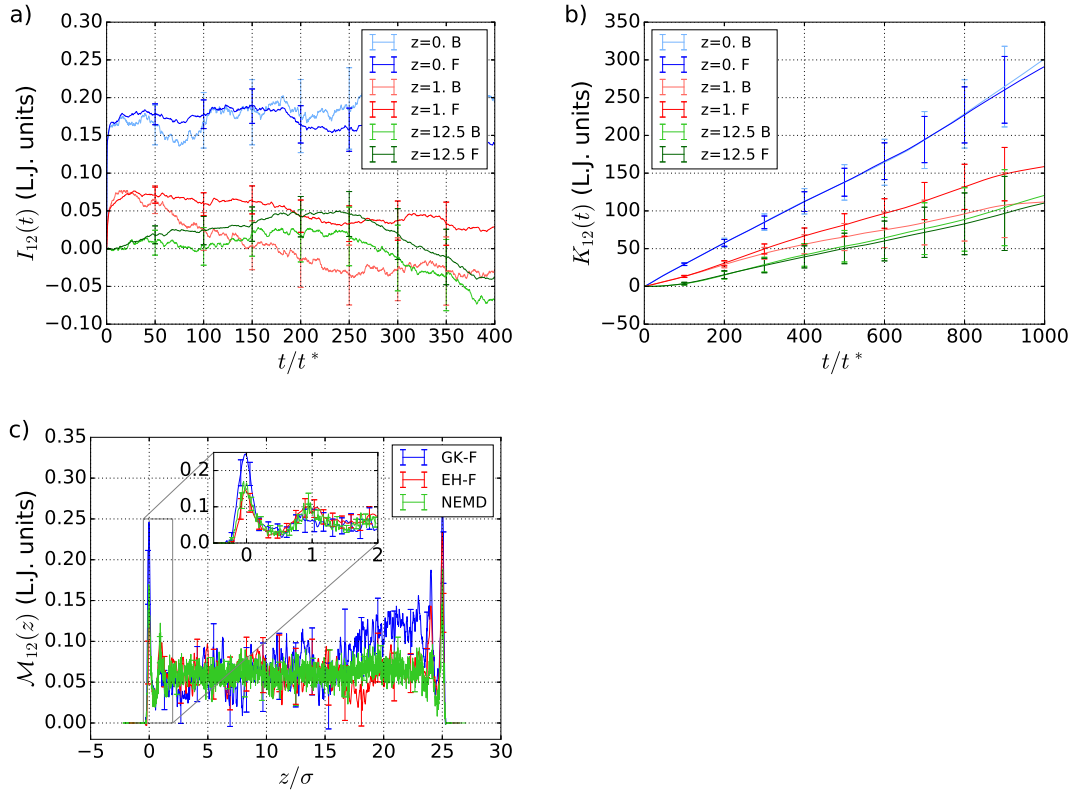 a)
0.30
0.25
0.20
0.15
0.10
0.05
0.00
−0.05
−0.10
I12(t) (L.J. units)
0 50 100 150 200 250 300 350 400
t/t*
z=0. B
z=0. F
z=1. B
z=1. F
z=12.5 B
z=12.5 F
b)
350
300
250
200
150
100
50
0
−50
K12(t) (L.J. units)
0 200 400 600 800 1000
t/t*
z=0. B
z=0. F
z=1. B
z=1. F
z=12.5 B
z=12.5 F
c)
0.35
0.30
0.25
0.20
0.15
0.10
0.05
0.00
M12(z) (L.J. units)
−5 0 5 10 15 20 25 30
z/σ
0.2
0.1
0.0
0 1 2
GK-F
EH-F
NEMD